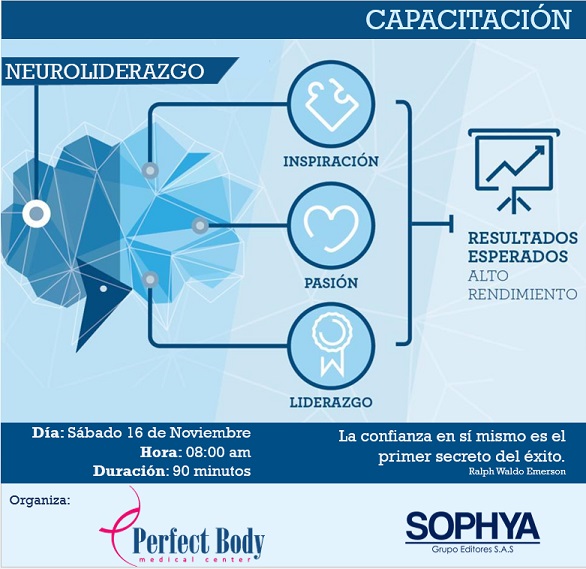 CAPACITACIÓN
NEUROLIDERAZGO
INSPIRACIÓN
PASIÓN
LIDERAZGO
RESULTADOS
ESPERADOS
ALTO
RENDIMIENTO
Día: Sábado 16 de Noviembre
Hora: 08:00 am
Duración: 90 minutos
La confianza en sí mismo es el
primer secreto del éxito.
Ralph Waldo Emerson
Organiza:
Perfect Body
medical center
SOPHYA
Grupo Editores S.A.S